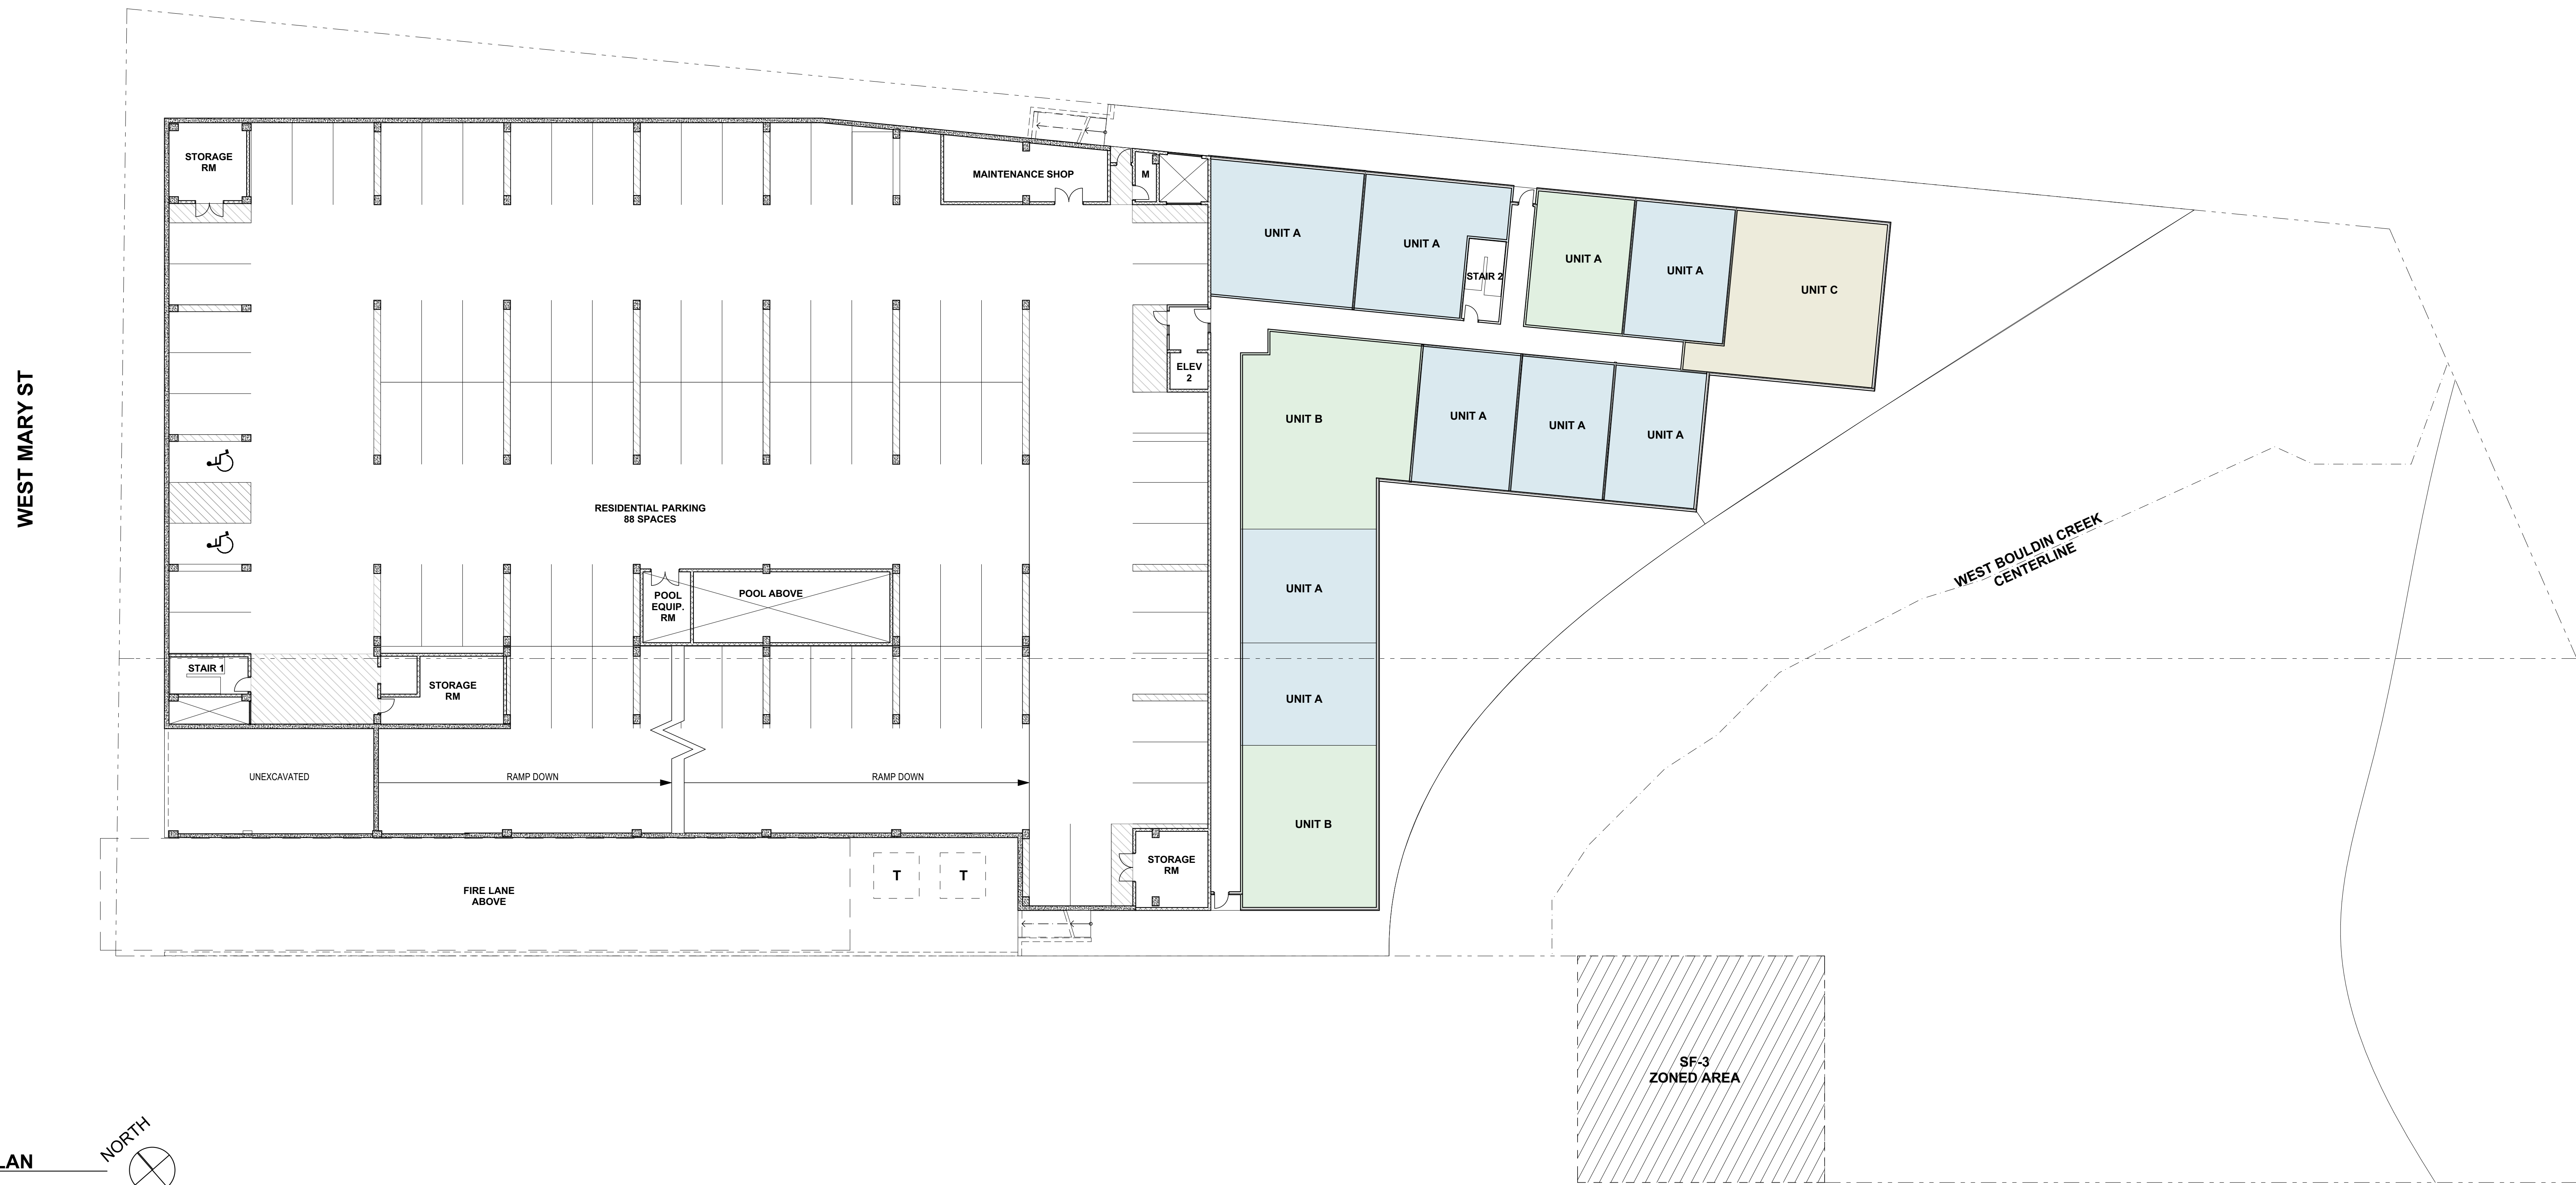 WEST MARY ST
STORAGE
RM
MAINTENANCE SHOP
M
UNIT A
UNIT A
STAIR 2
UNIT A
UNIT A
UNIT C
ELEV
2
UNIT B
UNIT A
UNIT A
UNIT A
RESIDENTIAL PARKING
88 SPACES
POOL
EQUIP.
RM
POOL ABOVE
UNIT A
WEST BOULDIN CREEK
CENTERLINE
STAIR 1
STORAGE
RM
UNIT A
UNEXCAVATED
RAMP DOWN
RAMP DOWN
UNIT B
FIRE LANE
ABOVE
T
T
STORAGE
RM
SF-3
ZONED AREA
NORTH
LAN